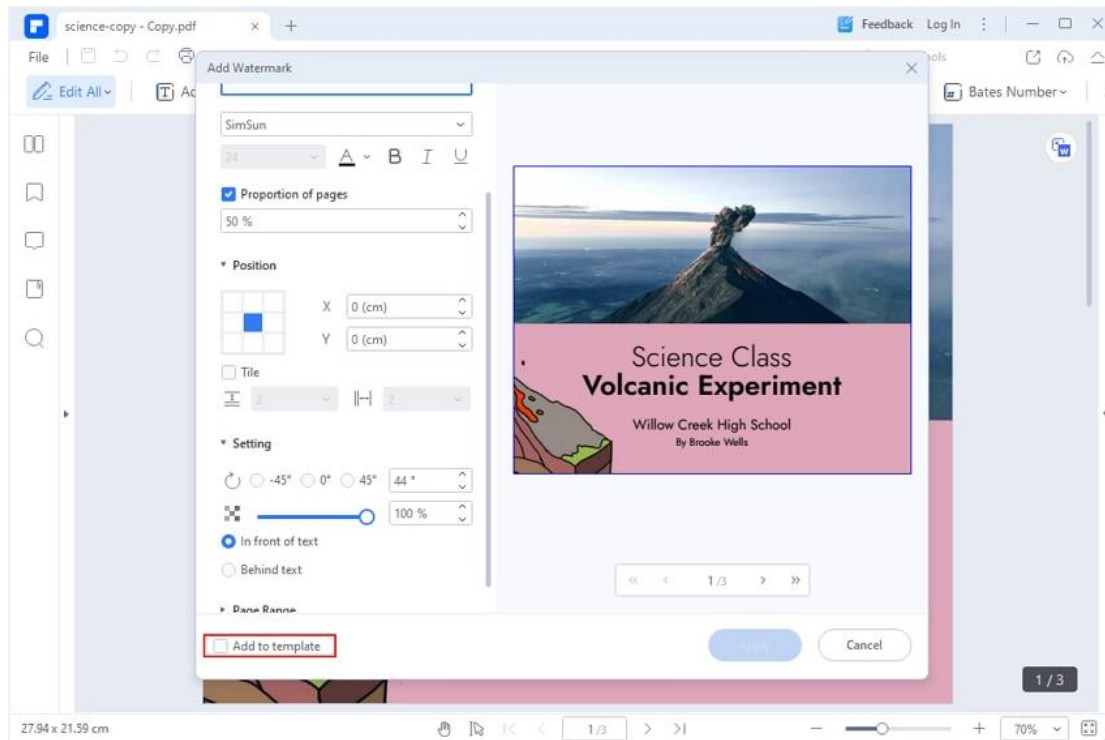 science-copy - Copy.pdf
Feedback Log In
File
ols
Add Watermark
Edit All
Bates Number
SimSun
24
A B I U
Proportion of pages
50 %
Position
X 0 (cm)
Y 0 (cm)
Tile
2 2
Setting
-45° 0° 45° 44 °
100 %
In front of text
Behind text
Page Range
Science Class
Volcanic Experiment
Willow Creek High School
By Brooke Wells
1 /3
Add to template
Apply
Cancel
1 / 3
27.94 x 21.59 cm
1 /3
70%